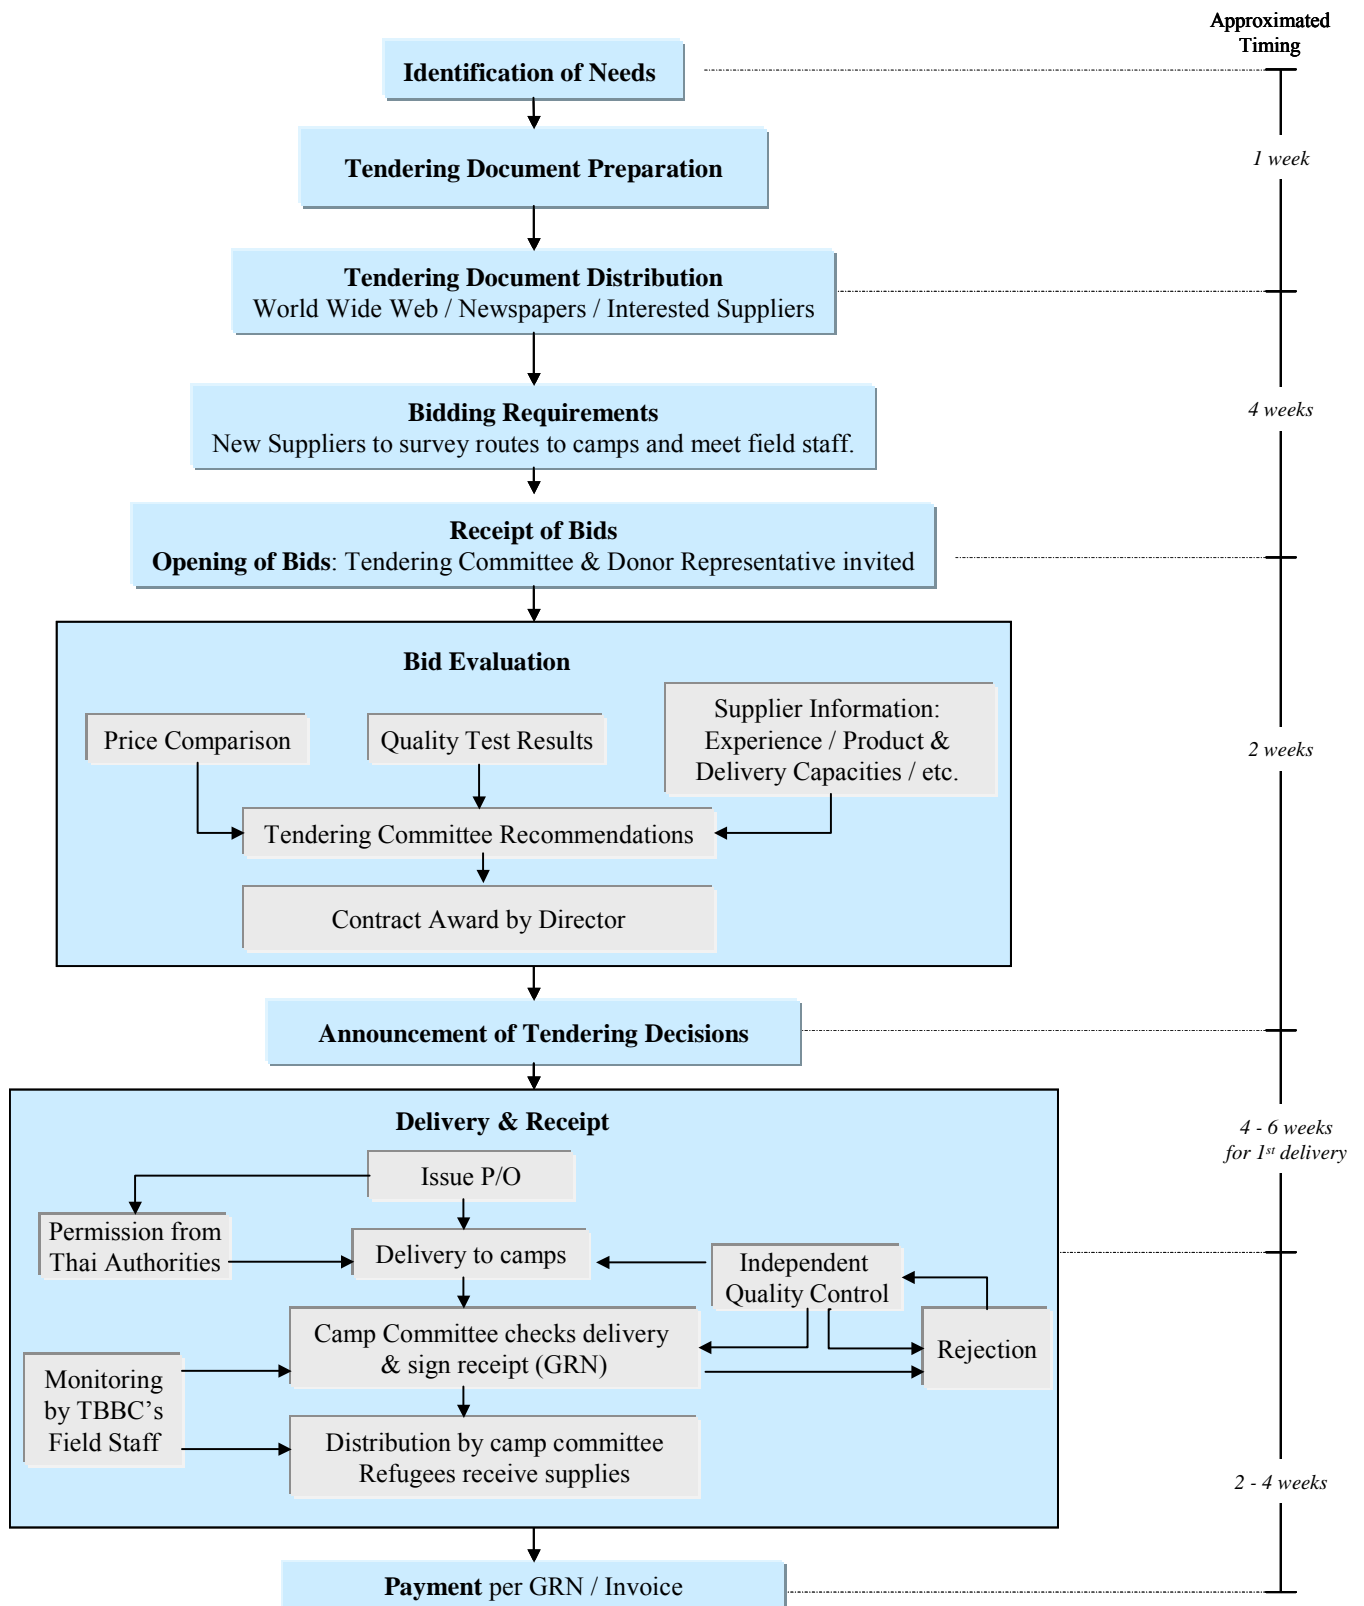 Approximated
Timing
Identification of Needs
Tendering Document Preparation
1 week
Tendering Document Distribution
World Wide Web / Newspapers / Interested Suppliers
Bidding Requirements
New Suppliers to survey routes to camps and meet field staff.
4 weeks
Receipt of Bids
Opening of Bids: Tendering Committee & Donor Representative invited
Bid Evaluation
Price Comparison
Quality Test Results
Supplier Information:
Experience / Product &
Delivery Capacities / etc.
2 weeks
Tendering Committee Recommendations
Contract Award by Director
Announcement of Tendering Decisions
Delivery & Receipt
4 - 6 weeks
for 1st delivery
Issue P/O
Permission from
Thai Authorities
Delivery to camps
Independent
Quality Control
Camp Committee checks delivery
& sign receipt (GRN)
Rejection
Monitoring
by TBBC's
Field Staff
Distribution by camp committee
Refugees receive supplies
2 - 4 weeks
Payment per GRN / Invoice